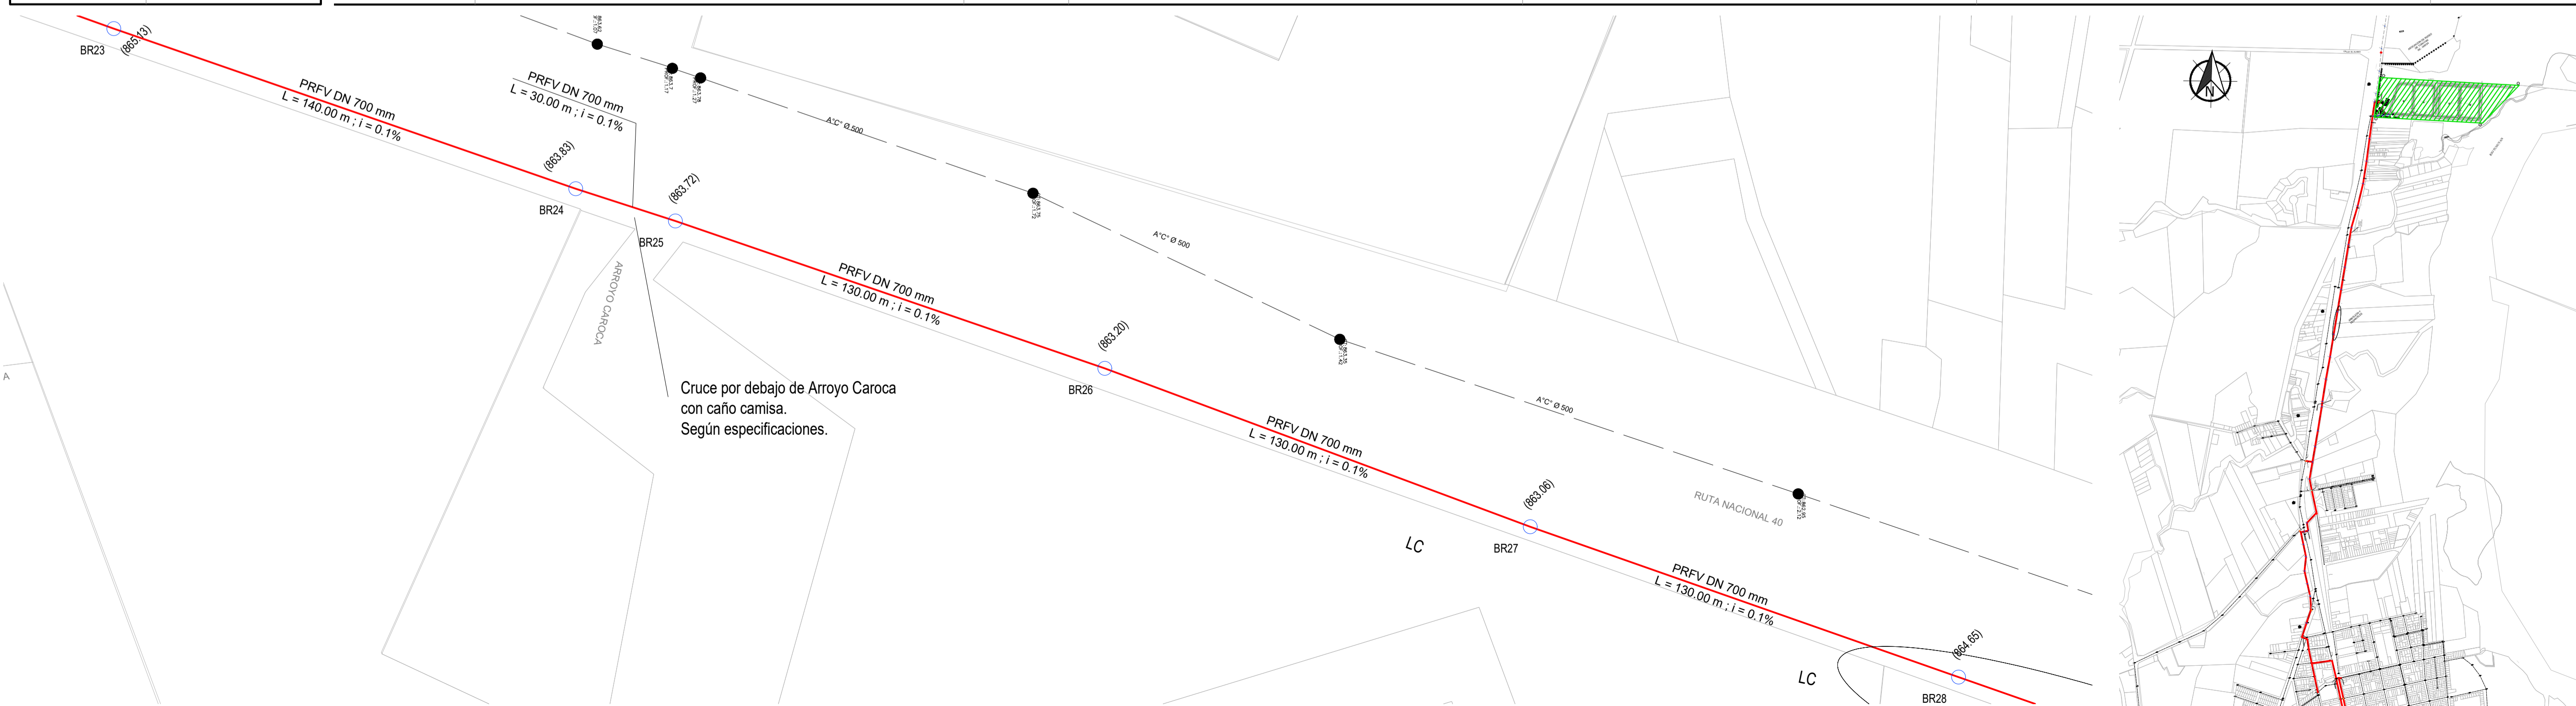 BR23
(865.13)
PRFV DN 700 mm
L = 140.00 m ; i = 0.1%
PRFV DN 700 mm
L = 30.00 m ; i = 0.1%
A°C° Ø 500
(863.83)
BR24
(863.72)
BR25
ARROYO CAROCA
PRFV DN 700 mm
L = 130.00 m ; i = 0.1%
A°C° Ø 500
(863.20)
BR26
Cruce por debajo de Arroyo Caroca
con caño camisa.
Según especificaciones.
A
PRFV DN 700 mm
L = 130.00 m ; i = 0.1%
A°C° Ø 500
(863.06)
BR27
LC
RUTA NACIONAL 40
PRFV DN 700 mm
L = 130.00 m ; i = 0.1%
(864.65)
BR28
LC
N